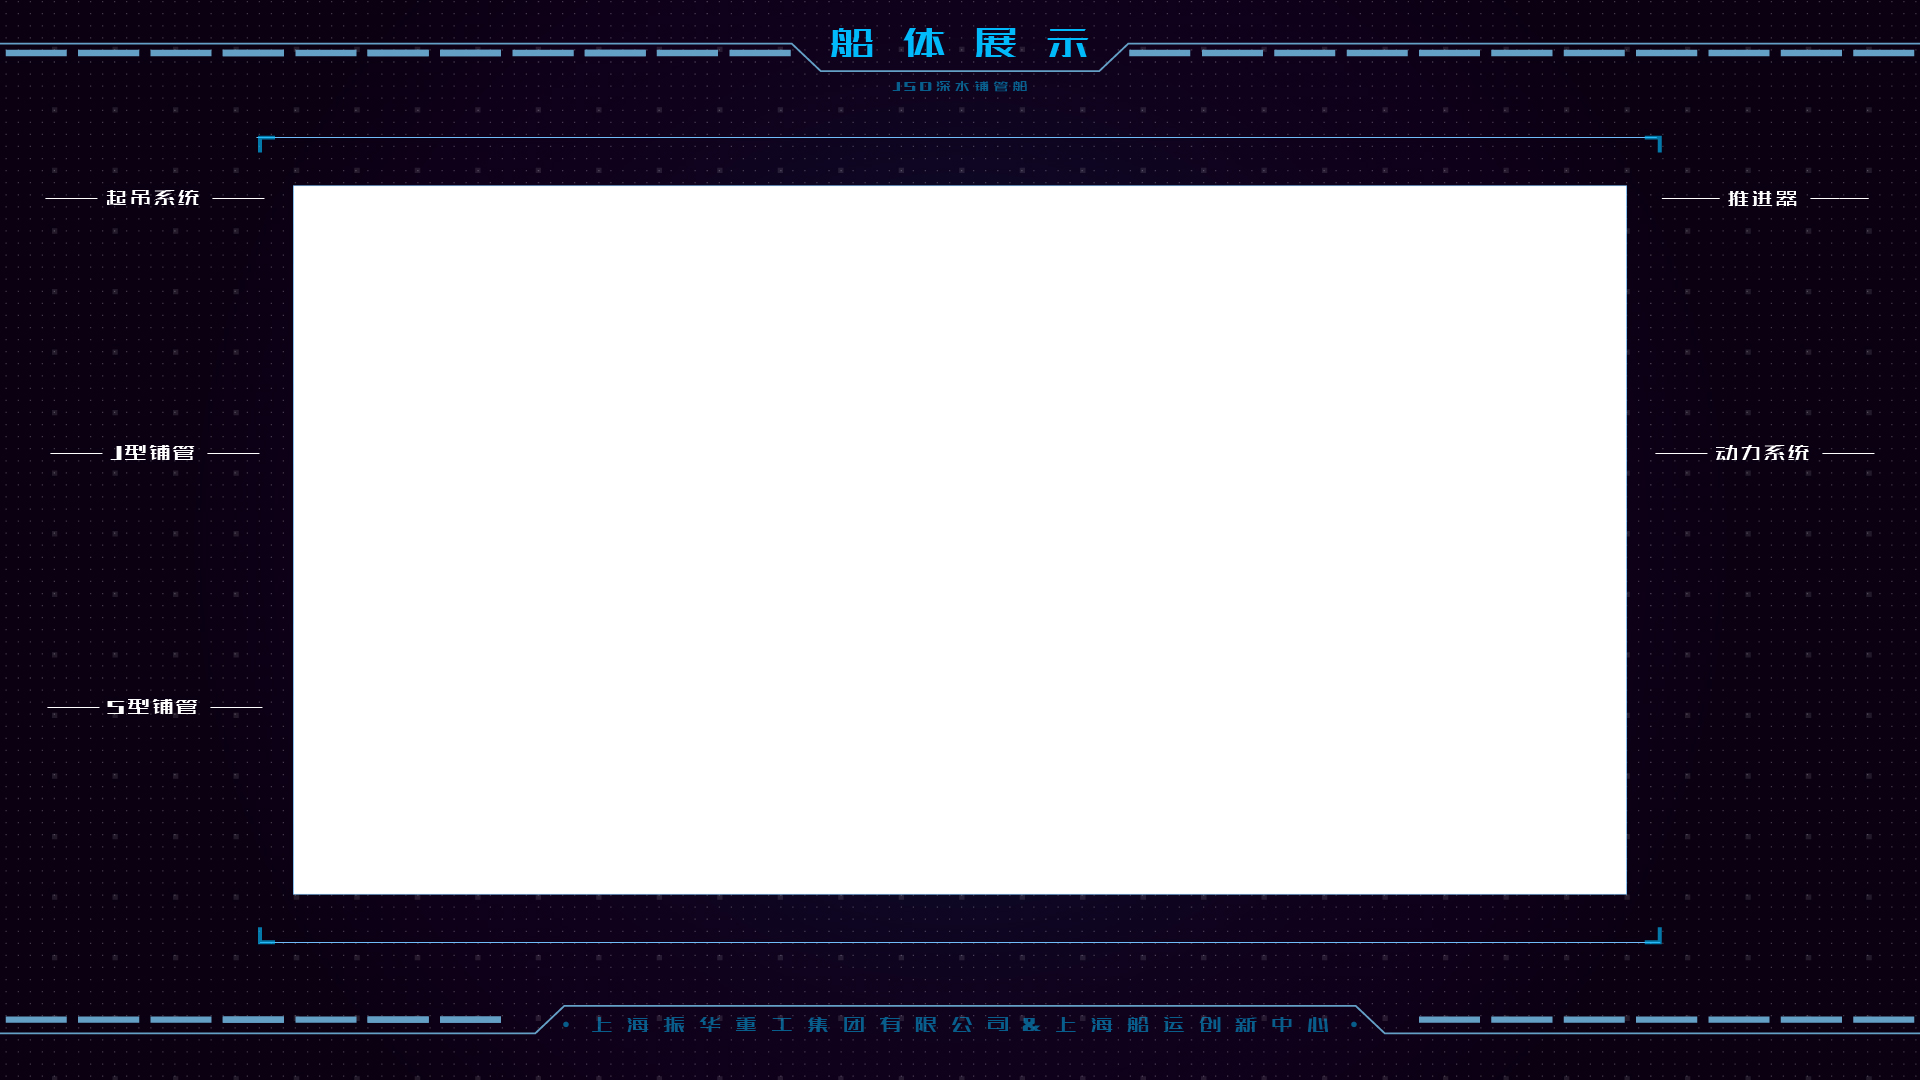 船体展示
JSD深水铺管船
起吊系统
推进器
J型铺管
动力系统
S型铺管
·上海振华重工集团有限公司&上海船运创新中心·